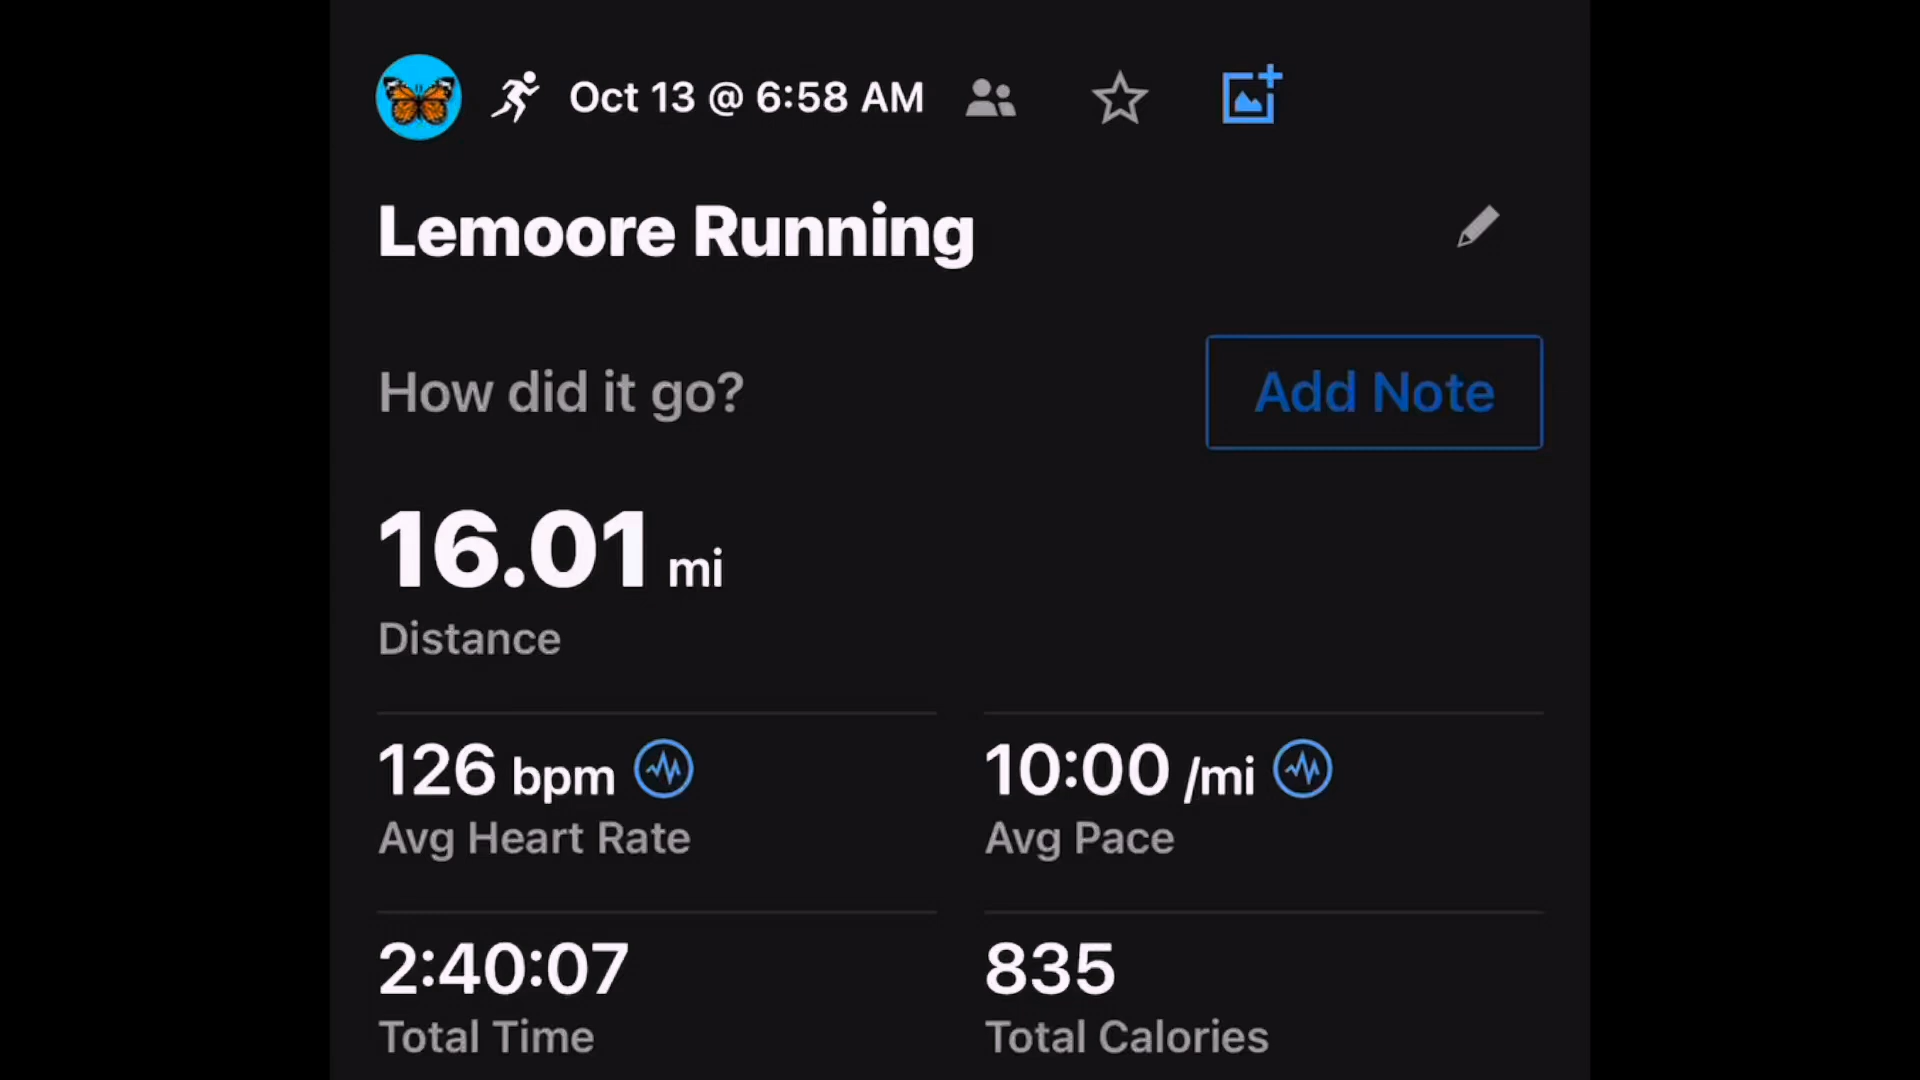 Oct 13 @ 6:58 AM
Lemoore Running
How did it go?
Add Note
16.01 mi
Distance
126 bpm
10:00 /mi
Avg Heart Rate
Avg Pace
2:40:07
835
Total Time
Total Calories